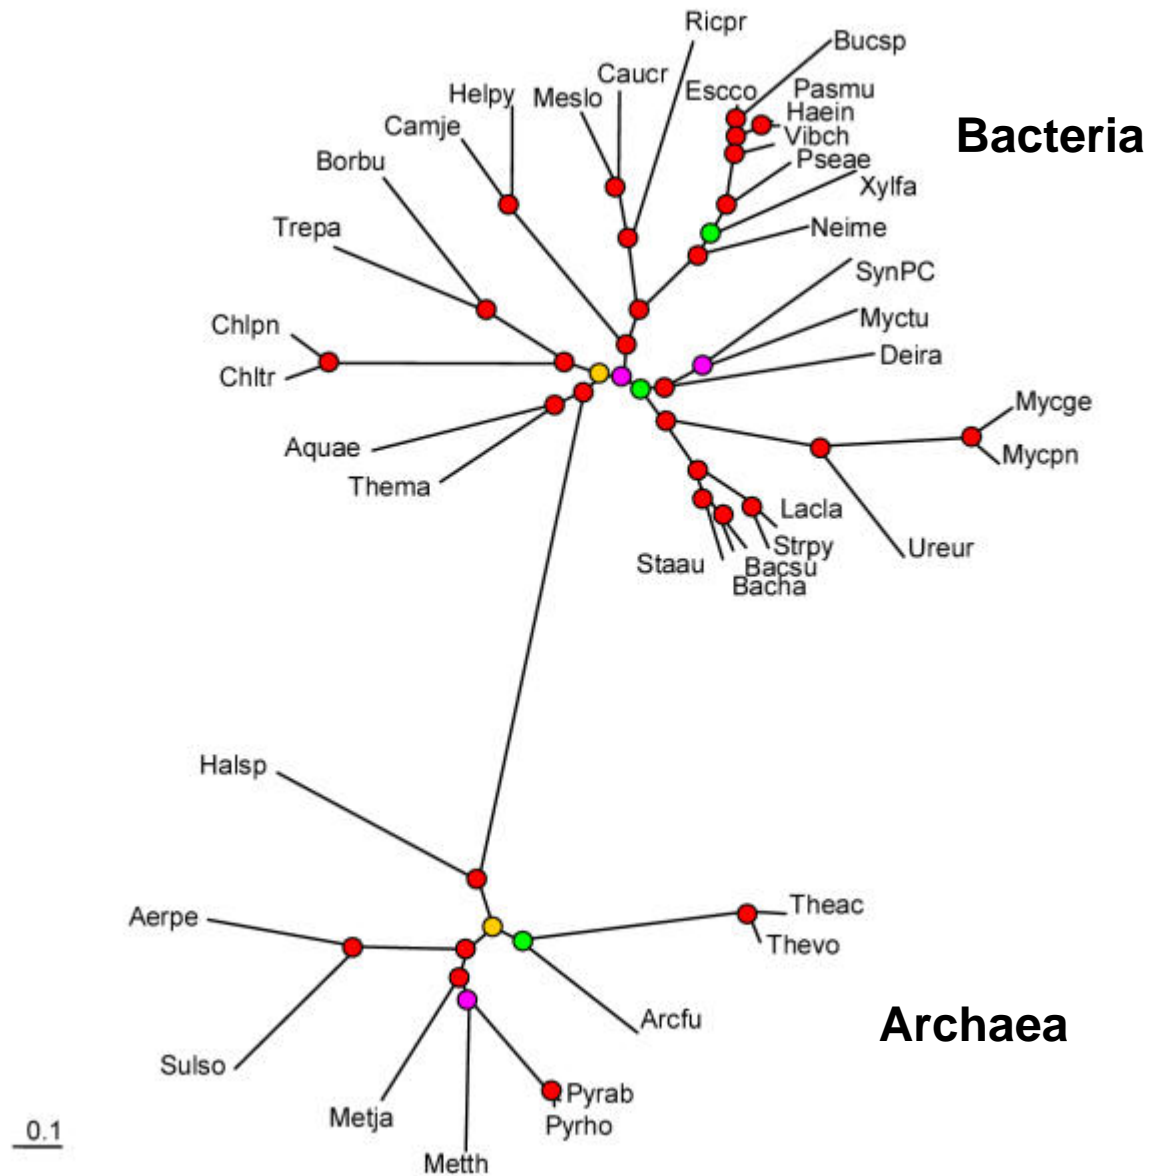 Ricpr
Bucsp
Caucr
Escco
Pasmu
Helpy
Meslo
Haein
Bacteria
Camje
Vibch
Borbu
Pseae
Xylfa
Trepa
Neime
SynPC
Chlpn
Myctu
Deira
Chltr
Mycge
Aquae
Mycpn
Thema
Lacla
Strpy
Ureur
Staau
Bacsu
Bacha
Halsp
Aerpe
Theac
Thevo
Arcfu
Archaea
Sulso
Pyrab
Metja
Pyrho
0.1
Metth